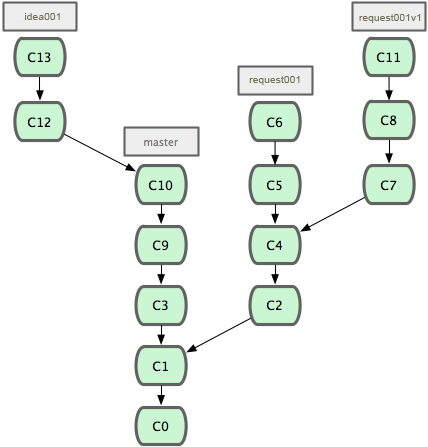 idea001
request001v1
C13
C11
request001
C12
C6
C8
master
C10
C5
C7
C9
C4
C3
C2
C1
C0